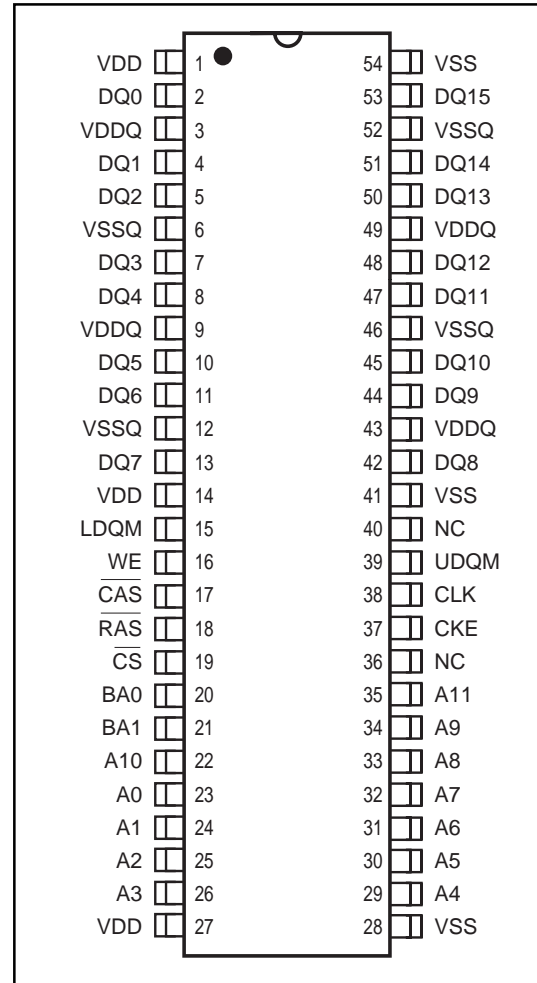 VDD 1 54 VSS
DQ0 2 53 DQ15
VDDQ 3 52 VSSQ
DQ1 4 51 DQ14
DQ2 5 50 DQ13
VSSQ 6 49 VDDQ
DQ3 7 48 DQ12
DQ4 8 47 DQ11
VDDQ 9 46 VSSQ
DQ5 10 45 DQ10
DQ6 11 44 DQ9
VSSQ 12 43 VDDQ
DQ7 13 42 DQ8
VDD 14 41 VSS
LDQM 15 40 NC
WE 16 39 UDQM
C̅A̅S̅ 17 38 CLK
R̅A̅S̅ 18 37 CKE
C̅S̅ 19 36 NC
BA0 20 35 A11
BA1 21 34 A9
A10 22 33 A8
A0 23 32 A7
A1 24 31 A6
A2 25 30 A5
A3 26 29 A4
VDD 27 28 VSS